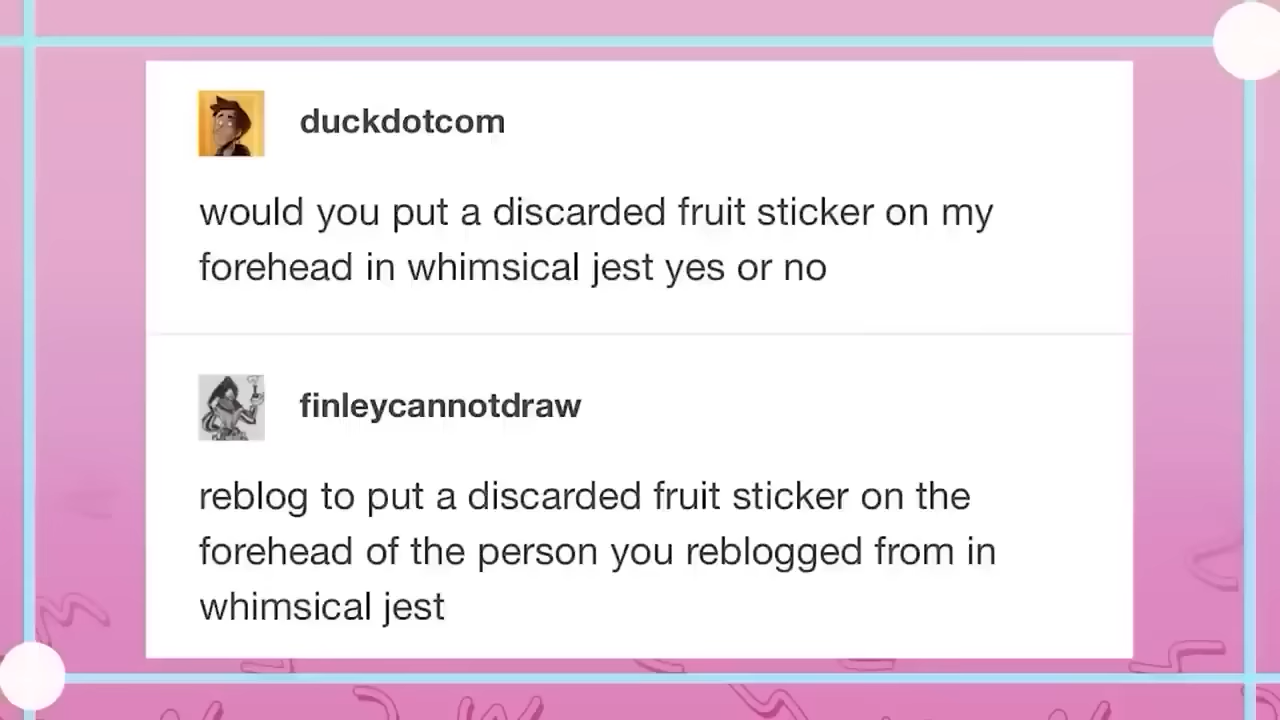 duckdotcom
would you put a discarded fruit sticker on my
forehead in whimsical jest yes or no
finleycannotdraw
reblog to put a discarded fruit sticker on the
forehead of the person you reblogged from in
whimsical jest